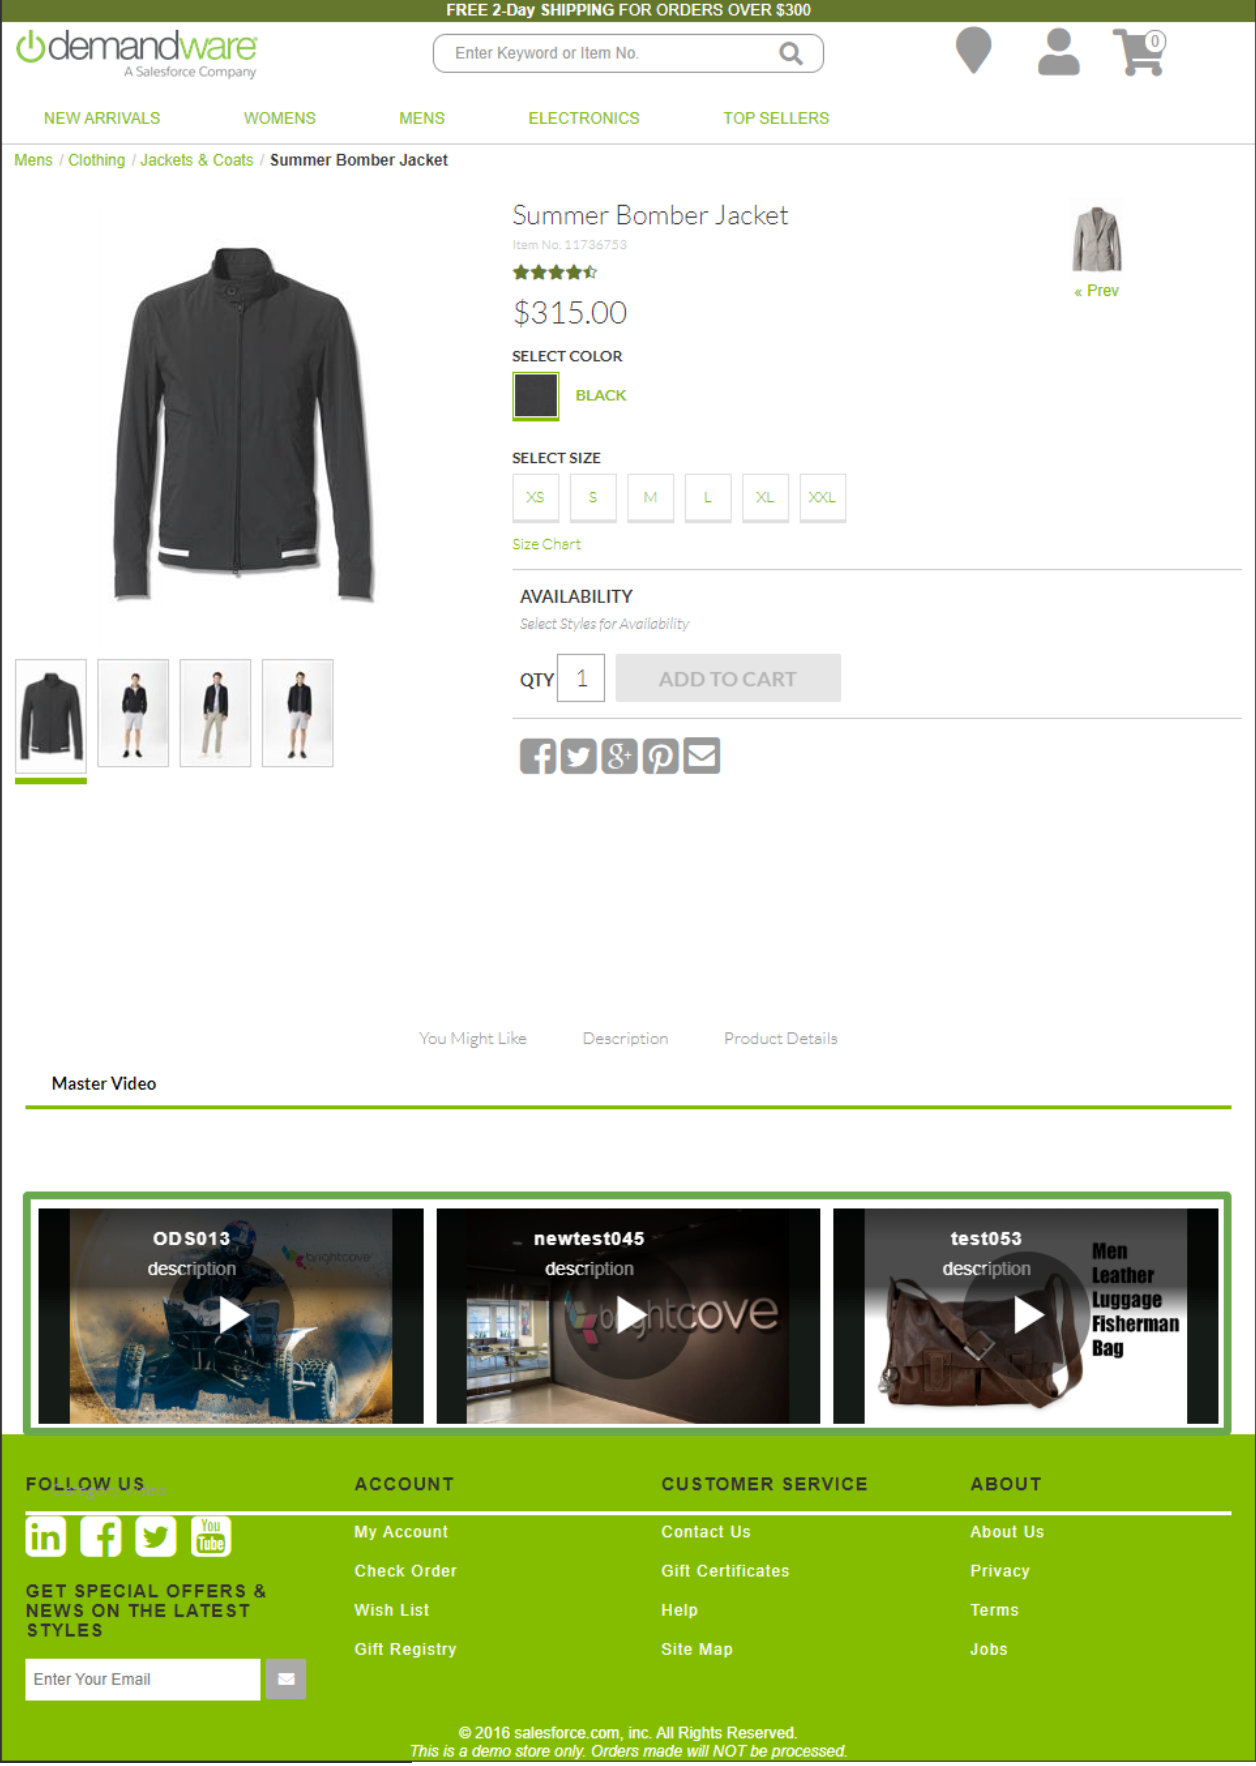 FREE 2-Day SHIPPING FOR ORDERS OVER $300
demandware
A Salesforce Company
Enter Keyword or Item No.
0
NEW ARRIVALS WOMENS MENS ELECTRONICS TOP SELLERS
Mens / Clothing / Jackets & Coats / Summer Bomber Jacket
Summer Bomber Jacket
Item No. 11736753
« Prev
$315.00
SELECT COLOR
BLACK
SELECT SIZE
XS S M L XL XXL
Size Chart
AVAILABILITY
Select Styles for Availability
QTY 1 ADD TO CART
You Might Like Description Product Details
Master Video
ODS013
description
brightcove
newtest045
description
brightcove
test053
description
Men
Leather
Luggage
Fisherman
Bag
FOLLOW US ACCOUNT CUSTOMER SERVICE ABOUT
Category Video
in f You Tube
My Account Contact Us About Us
Check Order Gift Certificates Privacy
GET SPECIAL OFFERS &
NEWS ON THE LATEST
STYLES
Wish List Help Terms
Gift Registry Site Map Jobs
Enter Your Email
© 2016 salesforce.com, inc. All Rights Reserved.
This is a demo store only. Orders made will NOT be processed.